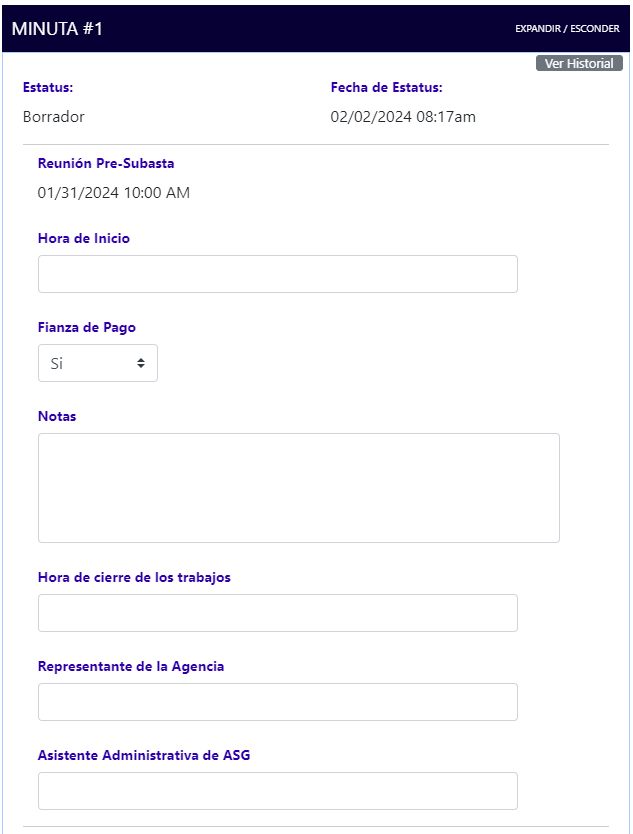 MINUTA #1
EXPANDIR / ESCONDER
Ver Historial
Estatus:
Fecha de Estatus:
Borrador
02/02/2024 08:17am
Reunión Pre-Subasta
01/31/2024 10:00 AM
Hora de Inicio
Fianza de Pago
Si
Notas
Hora de cierre de los trabajos
Representante de la Agencia
Asistente Administrativa de ASG